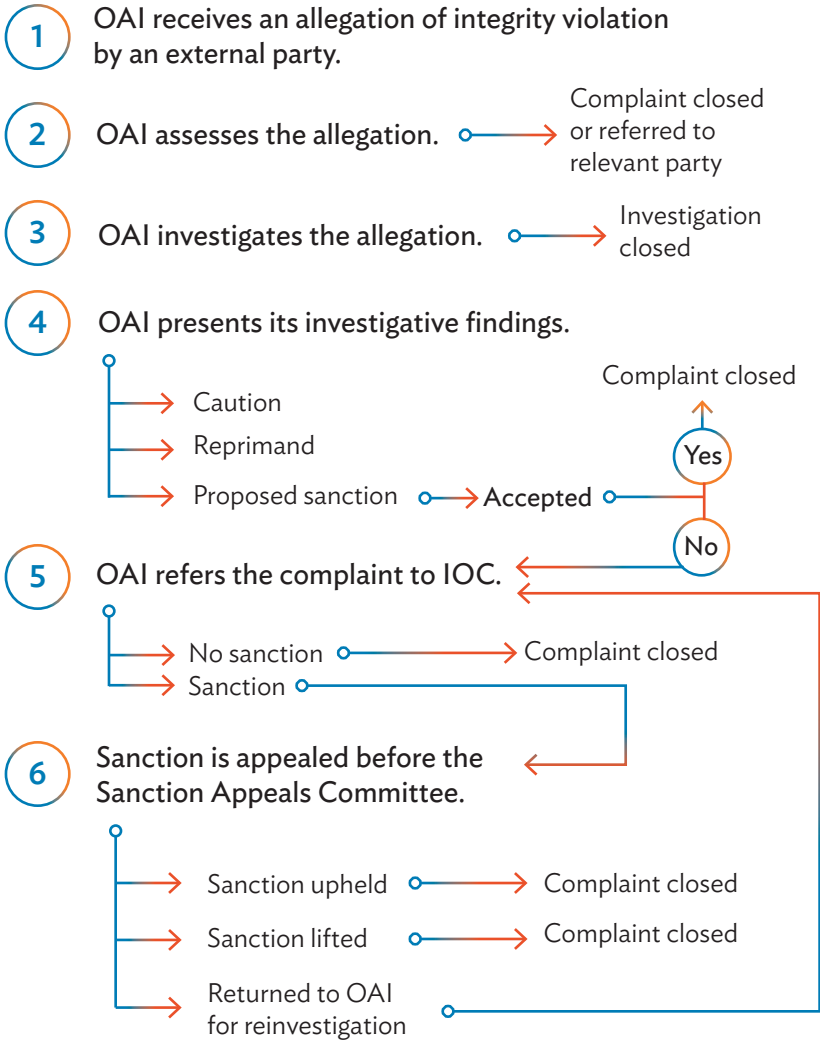 1
OAI receives an allegation of integrity violation
by an external party.
2
OAI assesses the allegation.
Complaint closed
or referred to
relevant party
3
OAI investigates the allegation.
Investigation
closed
4
OAI presents its investigative findings.
Caution
Reprimand
Proposed sanction
Accepted
Complaint closed
Yes
No
5
OAI refers the complaint to IOC.
No sanction
Complaint closed
Sanction
6
Sanction is appealed before the
Sanction Appeals Committee.
Sanction upheld
Complaint closed
Sanction lifted
Complaint closed
Returned to OAI
for reinvestigation